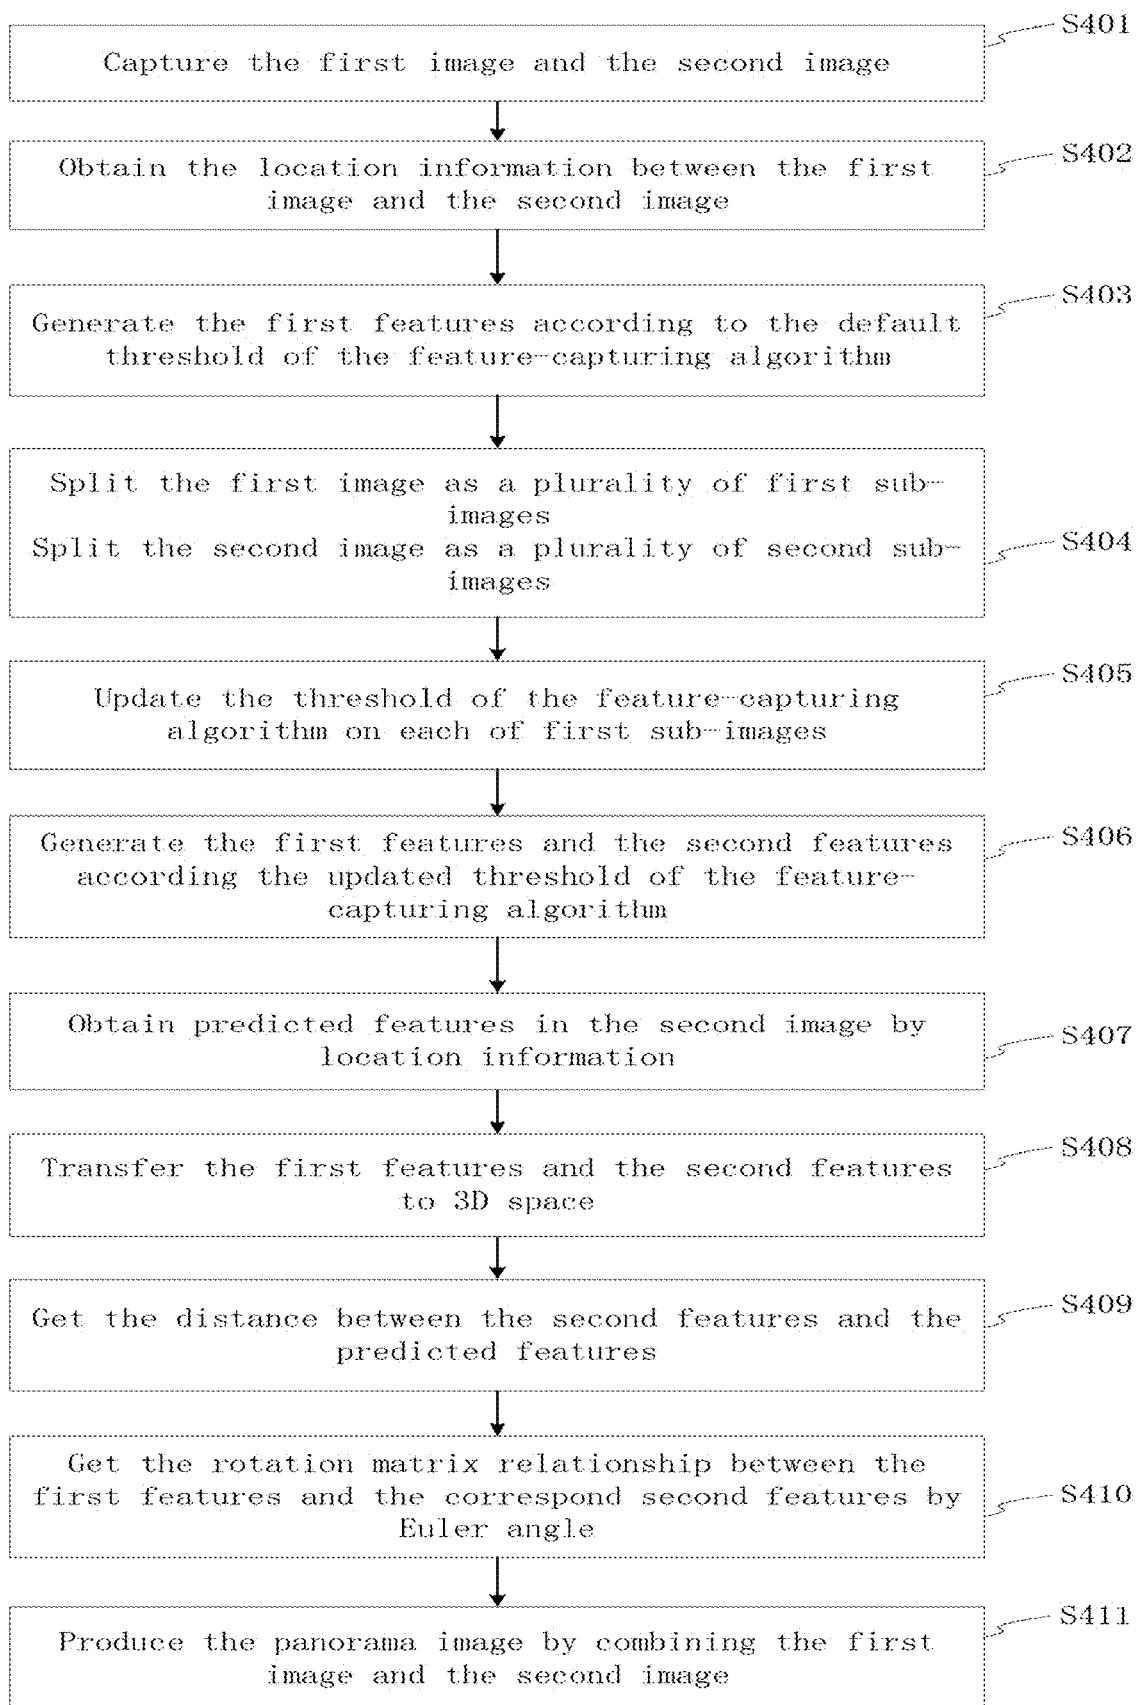 S401
Capture the first image and the second image
S402
Obtain the location information between the first
image and the second image
S403
Generate the first features according to the default
threshold of the feature-capturing algorithm
Split the first image as a plurality of first sub-
images
Split the second image as a plurality of second sub-
images
S404
S405
Update the threshold of the feature-capturing
algorithm on each of first sub-images
S406
Generate the first features and the second features
according the updated threshold of the feature-
capturing algorithm
Obtain predicted features in the second image by
location information
S407
S408
Transfer the first features and the second features
to 3D space
S409
Get the distance between the second features and the
predicted features
Get the rotation matrix relationship between the
first features and the correspond second features by
Euler angle
S410
S411
Produce the panorama image by combining the first
image and the second image